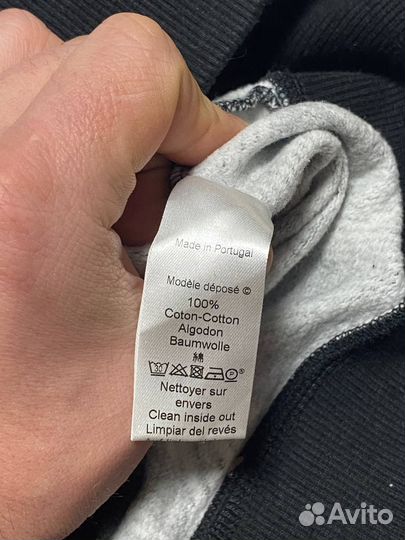 Made in Portugal
Modèle déposé ©
100%
Coton-Cotton
Algodon
Baumwolle
綿
30 P
Nettoyer sur
envers
Clean inside out
Limpiar del revés
Avito